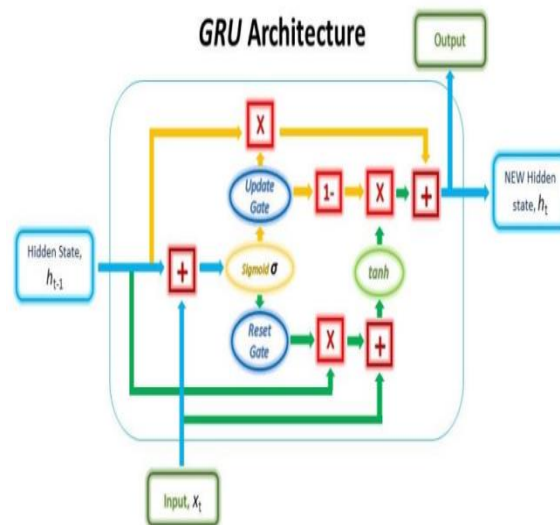 GRU Architecture
Output
X
Update
Gate
1-
X
+
NEW Hidden
state, hₜ
Hidden State,
hₜ₋₁
+
Sigmoid σ
tanh
Reset
Gate
X
+
Input, Xₜ